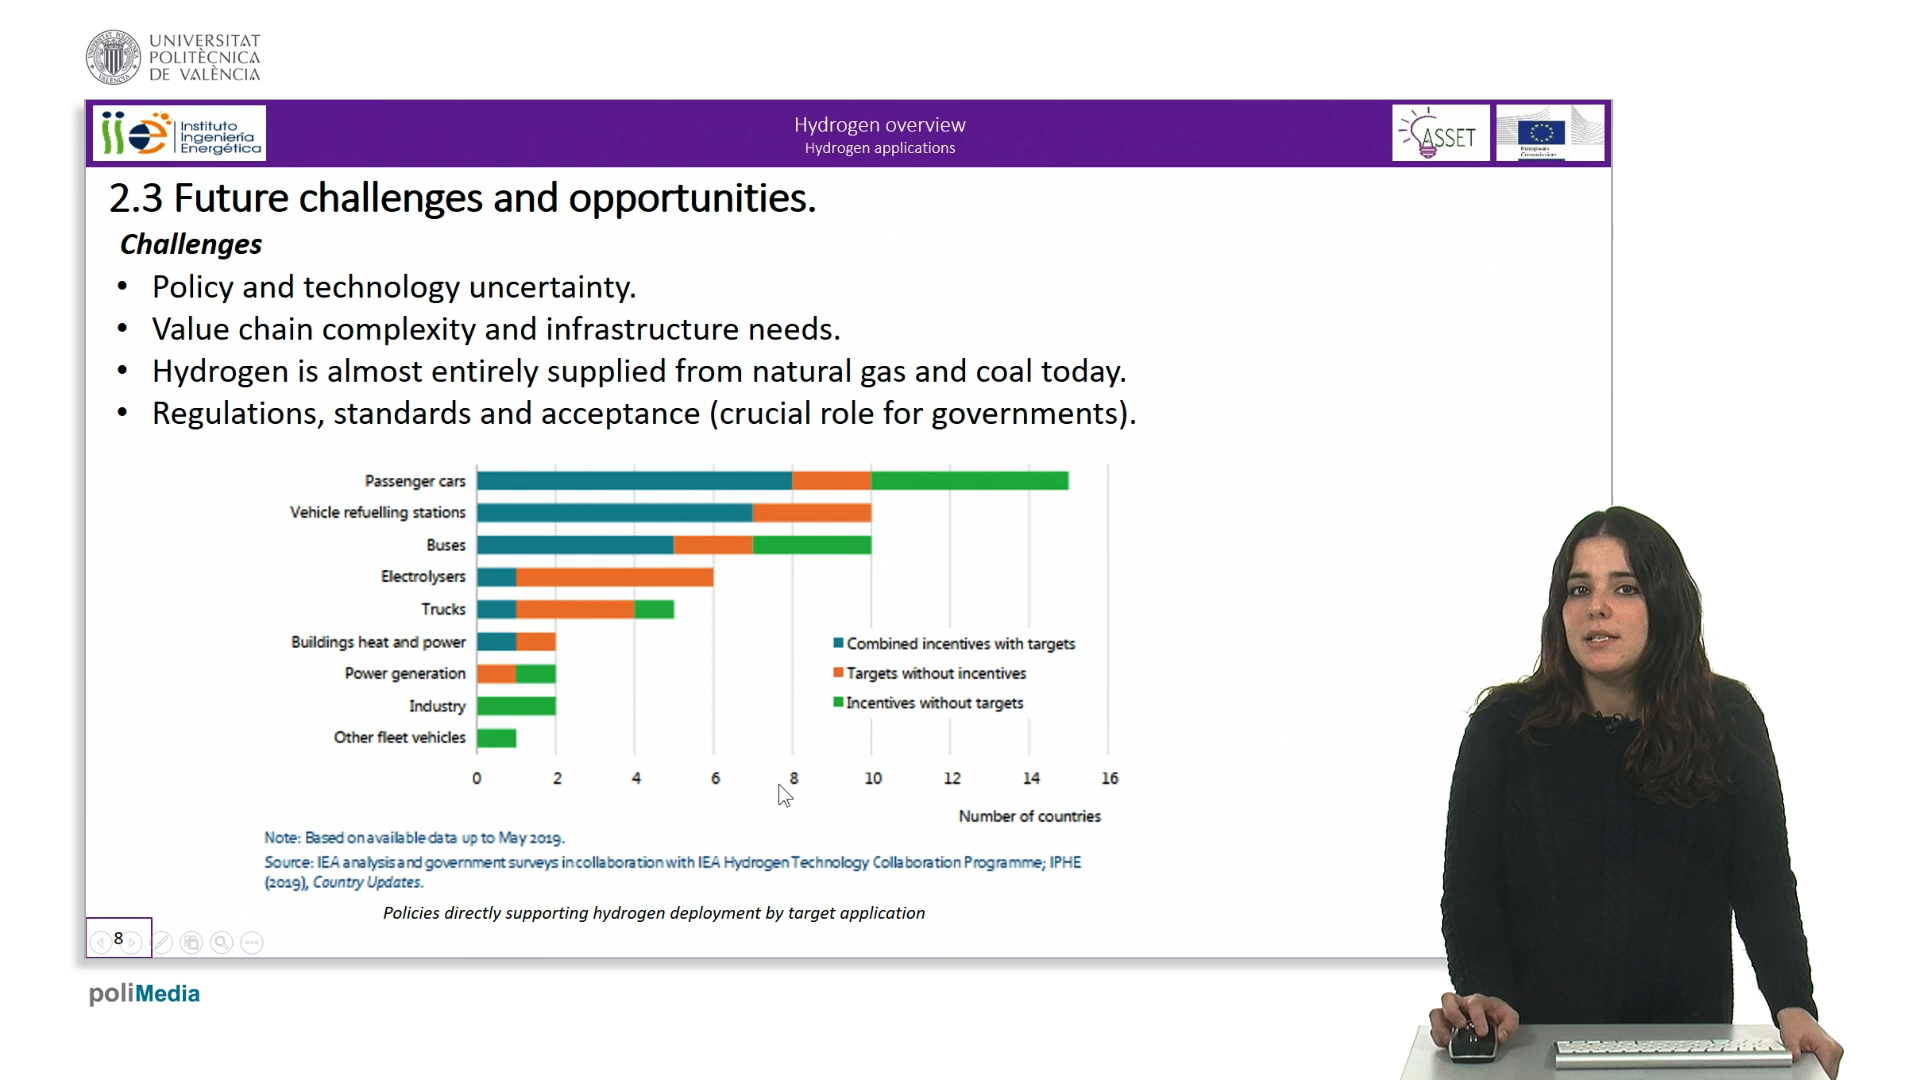 UNIVERSITAT
POLITÈCNICA
DE VALÈNCIA
Instituto
Ingeniería
Energética
Hydrogen overview
Hydrogen applications
ASSET
European
Commission
2.3 Future challenges and opportunities.
Challenges
• Policy and technology uncertainty.
• Value chain complexity and infrastructure needs.
• Hydrogen is almost entirely supplied from natural gas and coal today.
• Regulations, standards and acceptance (crucial role for governments).
Passenger cars
Vehicle refuelling stations
Buses
Electrolysers
Trucks
Buildings heat and power
Power generation
Industry
Other fleet vehicles
Combined incentives with targets
Targets without incentives
Incentives without targets
0 2 4 6 8 10 12 14 16
Number of countries
Note: Based on available data up to May 2019.
Source: IEA analysis and government surveys in collaboration with IEA Hydrogen Technology Collaboration Programme; IPHE
(2019), Country Updates.
Policies directly supporting hydrogen deployment by target application
8
poliMedia